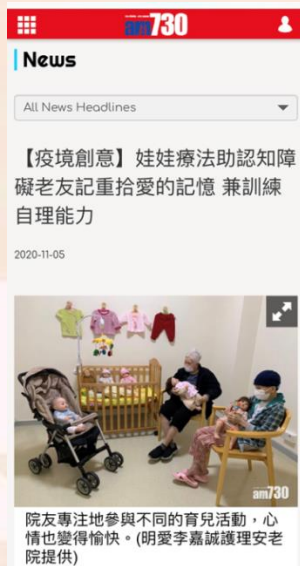 am730
News
All News Headlines
【疫境創意】娃娃療法助認知障
礙老友記重拾愛的記憶 兼訓練
自理能力
2020-11-05
am730
院友專注地參與不同的育兒活動，心
情也變得愉快。(明愛李嘉誠護理安老
院提供)